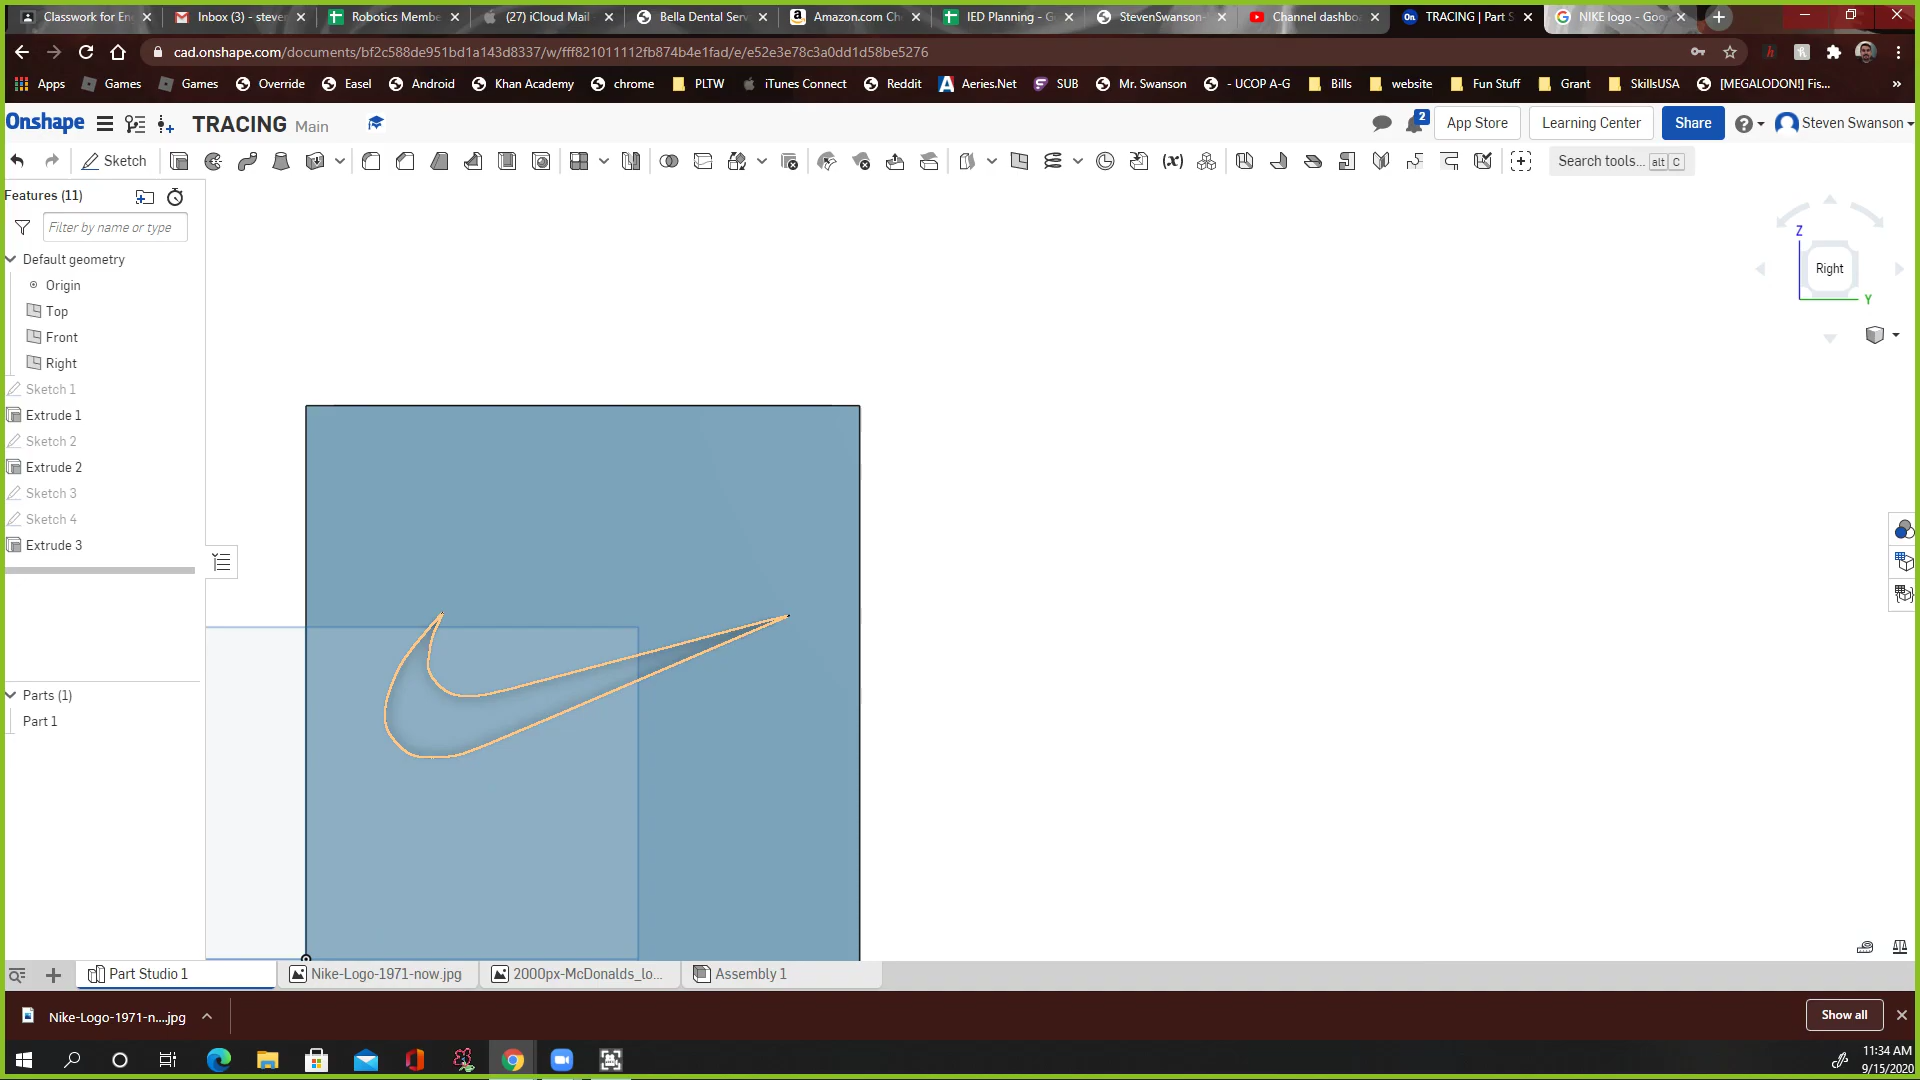 Classwork for En
Inbox (3) - steven
Robotics Membe
(27) iCloud Mail
Bella Dental Serv
Amazon.com Ch
IED Planning - G
StevenSwanson-
Channel dashbo
On TRACING | Part S
NIKE logo - Goo
cad.onshape.com/documents/bf2c588de951bd1a143d8337/w/fff821011112fb874b4e1fad/e/e52e3e78c3a0dd1d58be5276
Apps Games Games Override Easel Android Khan Academy chrome PLTW iTunes Connect Reddit Aeries.Net SUB Mr. Swanson - UCOP A-G Bills website Fun Stuff Grant SkillsUSA [MEGALODON!] Fis... »
Onshape TRACING Main 2 App Store Learning Center Share Steven Swanson
Sketch (x) Search tools... alt C
Features (11)
Filter by name or type
Default geometry
Origin
Top
Front
Right
Sketch 1
Extrude 1
Sketch 2
Extrude 2
Sketch 3
Sketch 4
Extrude 3
Parts (1)
Part 1
Z
Right
Y
Part Studio 1 Nike-Logo-1971-now.jpg 2000px-McDonalds_lo... Assembly 1
Nike-Logo-1971-n....jpg Show all
11:34 AM
9/15/2020